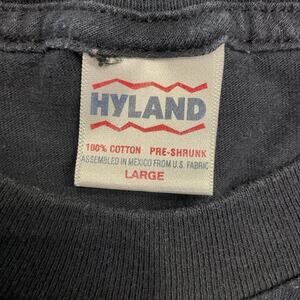 HYLAND
100% COTTON PRE-SHRUNK
ASSEMBLED IN MEXICO FROM U.S. FABRIC
LARGE